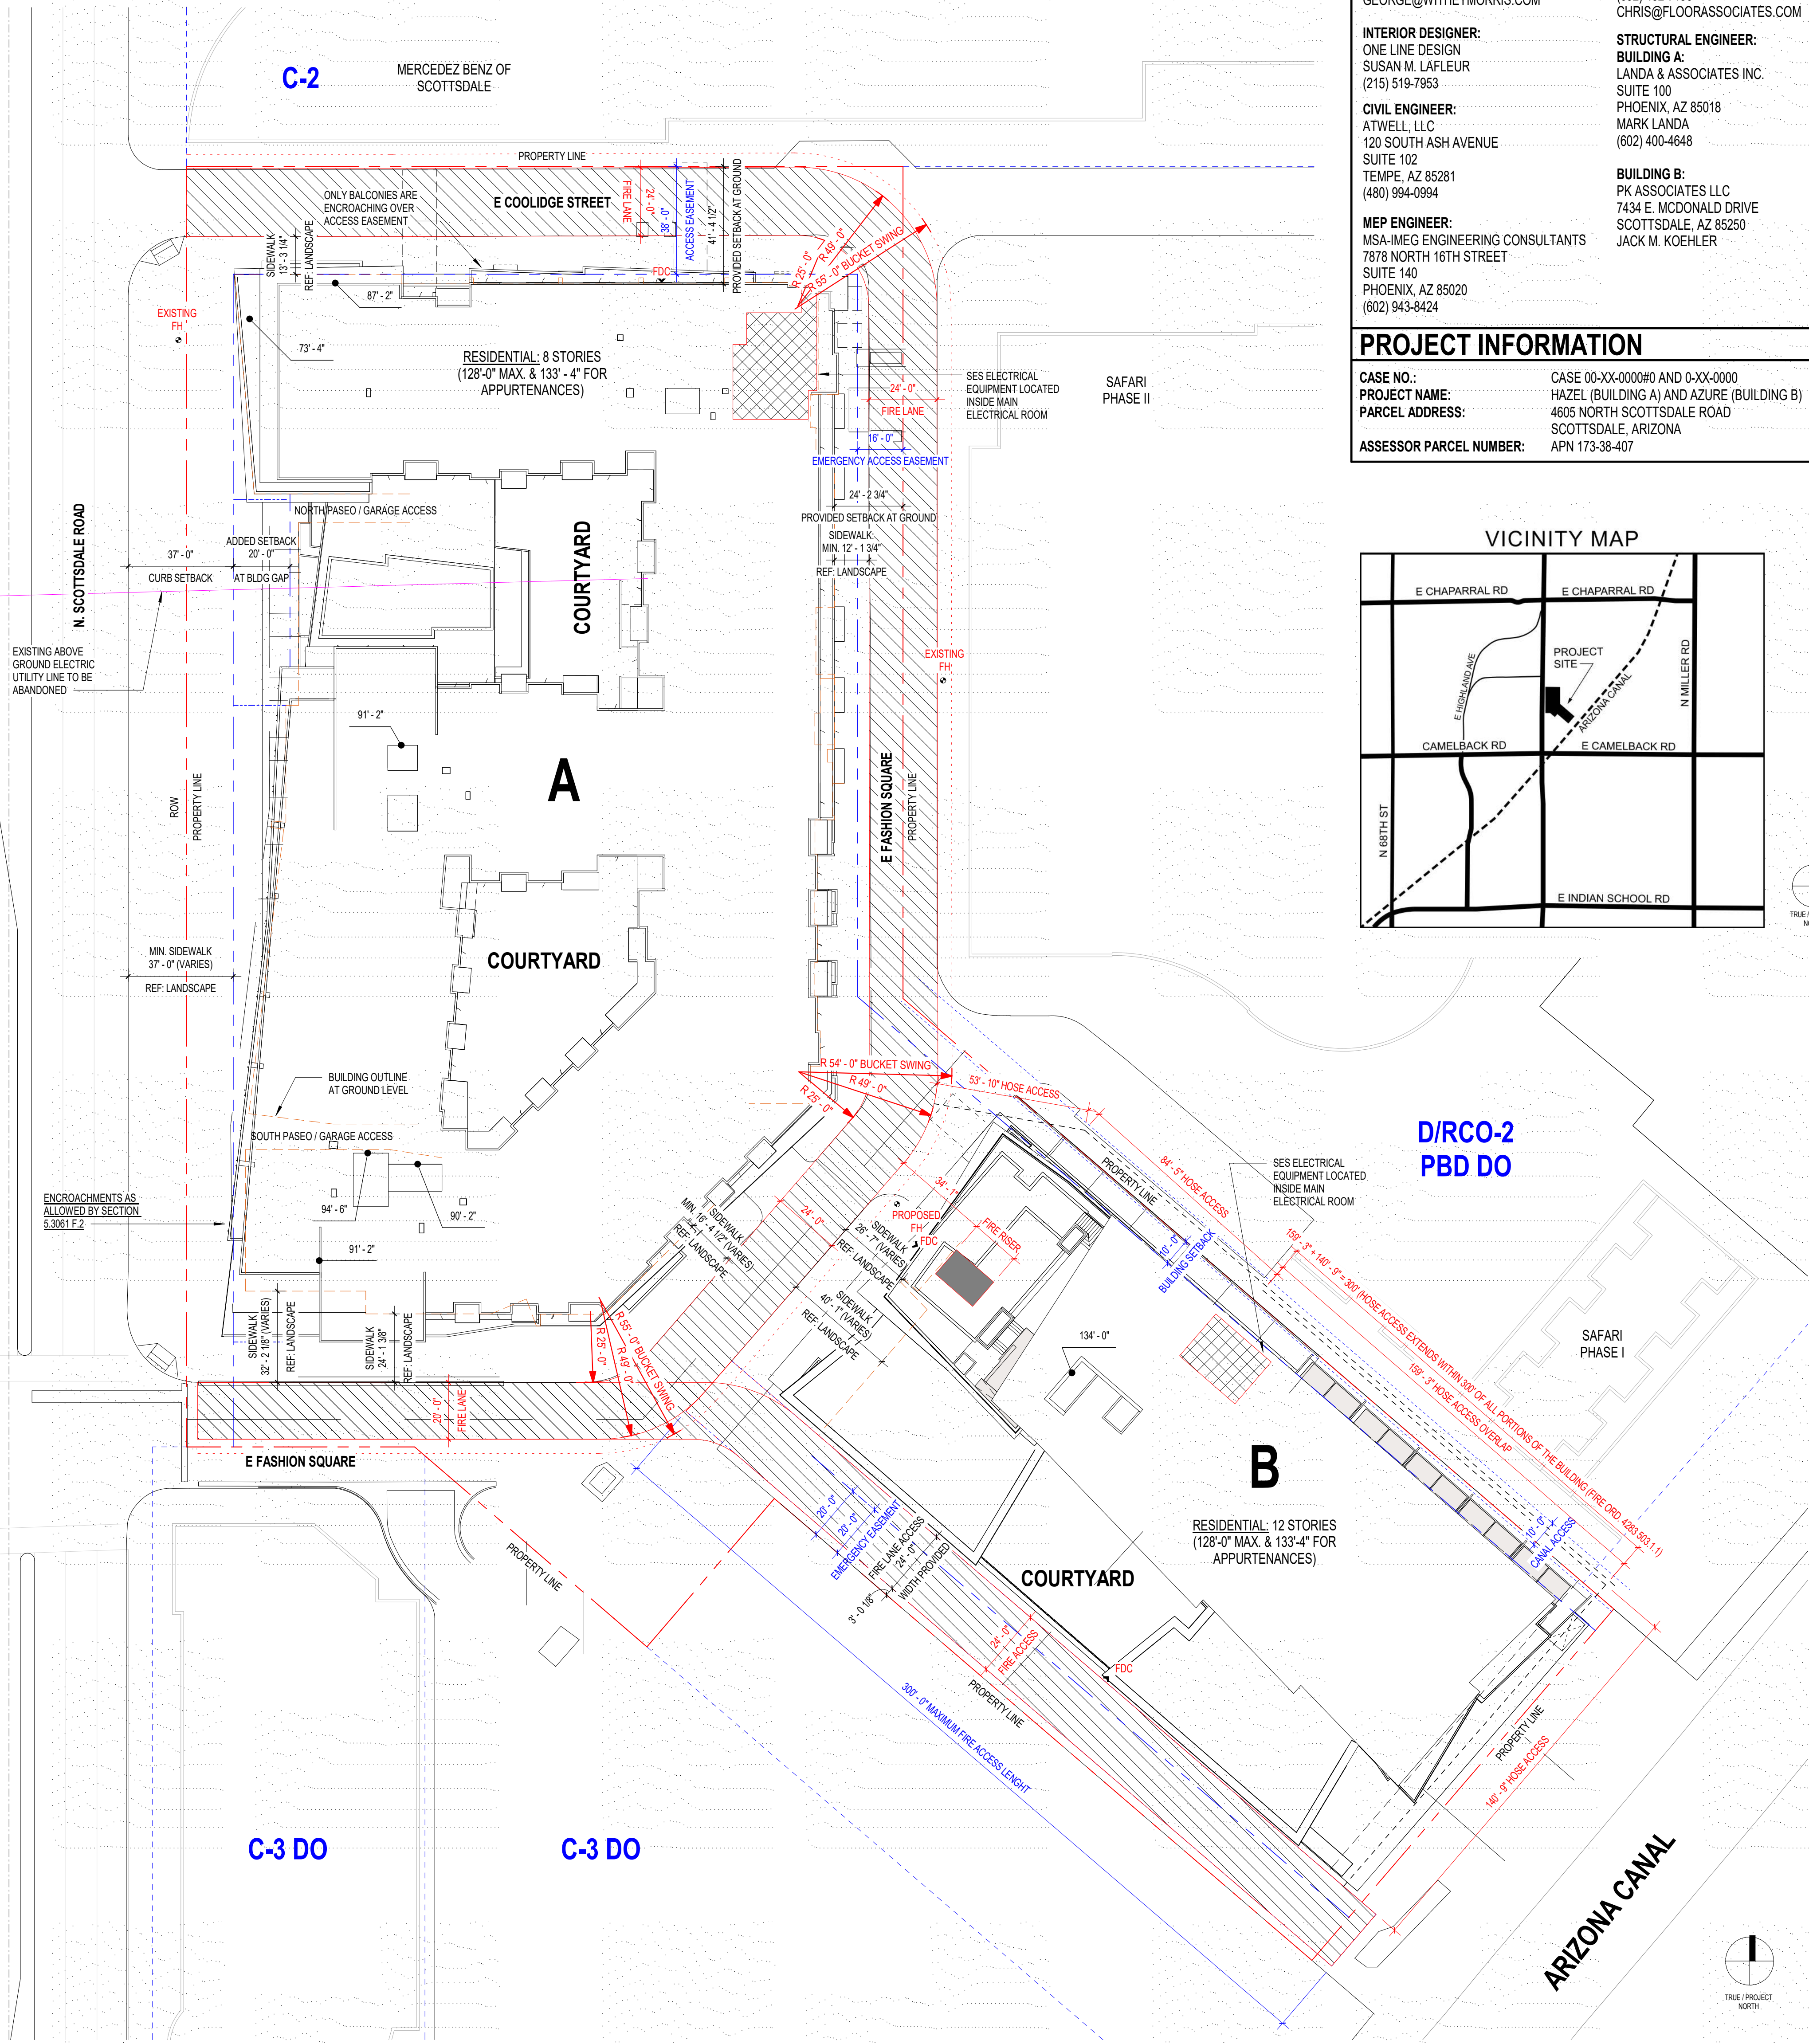 GEORGE@WITHEYMORRIS.COM
CHRIS@FLOORASSOCIATES.COM
INTERIOR DESIGNER:
ONE LINE DESIGN
SUSAN M. LAFLEUR
(215) 519-7953
CIVIL ENGINEER:
ATWELL, LLC
120 SOUTH ASH AVENUE
SUITE 102
TEMPE, AZ 85281
(480) 994-0994
MEP ENGINEER:
MSA-IMEG ENGINEERING CONSULTANTS
7878 NORTH 16TH STREET
SUITE 140
PHOENIX, AZ 85020
(602) 943-8424
STRUCTURAL ENGINEER:
BUILDING A:
LANDA & ASSOCIATES INC.
SUITE 100
PHOENIX, AZ 85018
MARK LANDA
(602) 400-4648
BUILDING B:
PK ASSOCIATES LLC
7434 E. MCDONALD DRIVE
SCOTTSDALE, AZ 85250
JACK M. KOEHLER
PROJECT INFORMATION
CASE NO.: CASE 00-XX-0000#0 AND 0-XX-0000
PROJECT NAME: HAZEL (BUILDING A) AND AZURE (BUILDING B)
PARCEL ADDRESS: 4605 NORTH SCOTTSDALE ROAD
SCOTTSDALE, ARIZONA
ASSESSOR PARCEL NUMBER: APN 173-38-407
VICINITY MAP
E CHAPARRAL RD
E CHAPARRAL RD
PROJECT
SITE
N MILLER RD
E HIGHLAND AVE
ARIZONA CANAL
CAMELBACK RD
E CAMELBACK RD
N 68TH ST
E INDIAN SCHOOL RD
C-2
MERCEDEZ BENZ OF
SCOTTSDALE
PROPERTY LINE
ONLY BALCONIES ARE
ENCROACHING OVER
ACCESS EASEMENT
E COOLIDGE STREET
FIRE LANE
24' - 0"
38' - 0"
ACCESS EASEMENT
41' - 4 1/2"
PROVIDED SETBACK AT GROUND
SIDEWALK
13' - 3 1/4"
REF: LANDSCAPE
FDC
R 25' - 0"
R 49' - 0"
R 55' - 0" BUCKET SWING
EXISTING
FH
87' - 2"
73' - 4"
RESIDENTIAL: 8 STORIES
(128'-0" MAX. & 133' - 4" FOR
APPURTENANCES)
SES ELECTRICAL
EQUIPMENT LOCATED
INSIDE MAIN
ELECTRICAL ROOM
SAFARI
PHASE II
24' - 0"
FIRE LANE
16' - 0"
EMERGENCY ACCESS EASEMENT
24' - 2 3/4"
PROVIDED SETBACK AT GROUND
SIDEWALK
MIN. 12' - 1 3/4"
REF: LANDSCAPE
NORTH PASEO / GARAGE ACCESS
COURTYARD
N. SCOTTSDALE ROAD
37' - 0"
CURB SETBACK
ADDED SETBACK
20' - 0"
AT BLDG GAP
EXISTING ABOVE
GROUND ELECTRIC
UTILITY LINE TO BE
ABANDONED
EXISTING
FH
91' - 2"
A
ROW
PROPERTY LINE
E FASHION SQUARE
PROPERTY LINE
COURTYARD
MIN. SIDEWALK
37' - 0" (VARIES)
REF: LANDSCAPE
BUILDING OUTLINE
AT GROUND LEVEL
SOUTH PASEO / GARAGE ACCESS
R 54' - 0" BUCKET SWING
R 49' - 0"
R 25' - 0"
53' - 10" HOSE ACCESS
D/RCO-2
PBD DO
ENCROACHMENTS AS
ALLOWED BY SECTION
5.3061 F.2
94' - 6"
90' - 2"
91' - 2"
SIDEWALK
MIN. 16' - 4 1/2" (VARIES)
REF: LANDSCAPE
24' - 0"
34' - 1"
PROPOSED
FH
FDC
FIRE RISER
SIDEWALK
26' - 7" (VARIES)
REF: LANDSCAPE
SIDEWALK
40' - 1" (VARIES)
REF: LANDSCAPE
PROPERTY LINE
84' - 5" HOSE ACCESS
SES ELECTRICAL
EQUIPMENT LOCATED
INSIDE MAIN
ELECTRICAL ROOM
10' - 0"
BUILDING SETBACK
159' - 3" + 140' - 9" = 300' (HOSE ACCESS EXTENDS WITHIN 300' OF ALL PORTIONS OF THE BUILDING (FIRE ORD. 4283 503.1.1)
159' - 3" HOSE ACCESS OVERLAP
SAFARI
PHASE I
134' - 0"
SIDEWALK
32' - 2 1/8" (VARIES)
REF: LANDSCAPE
SIDEWALK
24' - 1 3/8"
REF: LANDSCAPE
R 25' - 0"
R 49' - 0"
R 55' - 0" BUCKET SWING
20' - 0"
FIRE LANE
E FASHION SQUARE
B
RESIDENTIAL: 12 STORIES
(128'-0" MAX. & 133'-4" FOR
APPURTENANCES)
10' - 0"
CANAL ACCESS
20' - 0"
20' - 0"
EMERGENCY EASEMENT
FIRE LANE ACCESS
24' - 0"
WIDTH PROVIDED
3' - 0 1/8"
PROPERTY LINE
COURTYARD
24' - 0"
FIRE ACCESS
FDC
PROPERTY LINE
300' - 0" MAXIMUM FIRE ACCESS LENGHT
PROPERTY LINE
140' - 9" HOSE ACCESS
C-3 DO
C-3 DO
ARIZONA CANAL
TRUE / PROJECT
NORTH